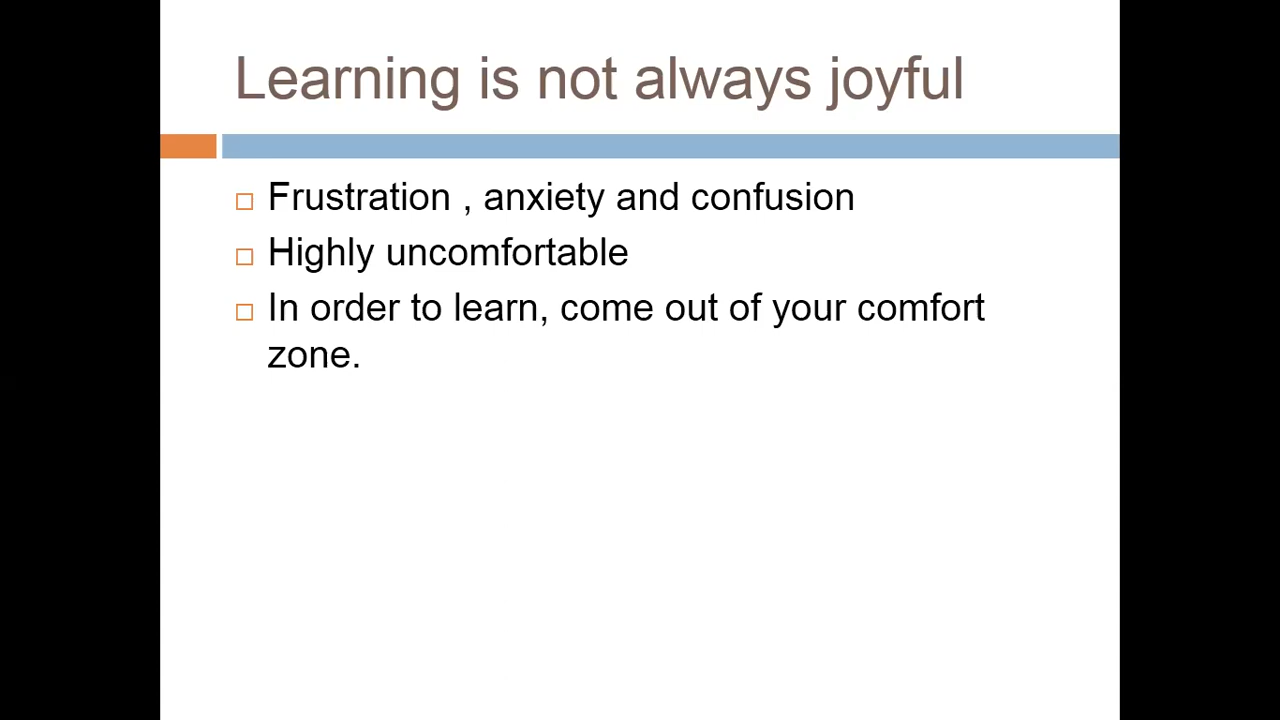 Learning is not always joyful
Frustration , anxiety and confusion
Highly uncomfortable
In order to learn, come out of your comfort
zone.